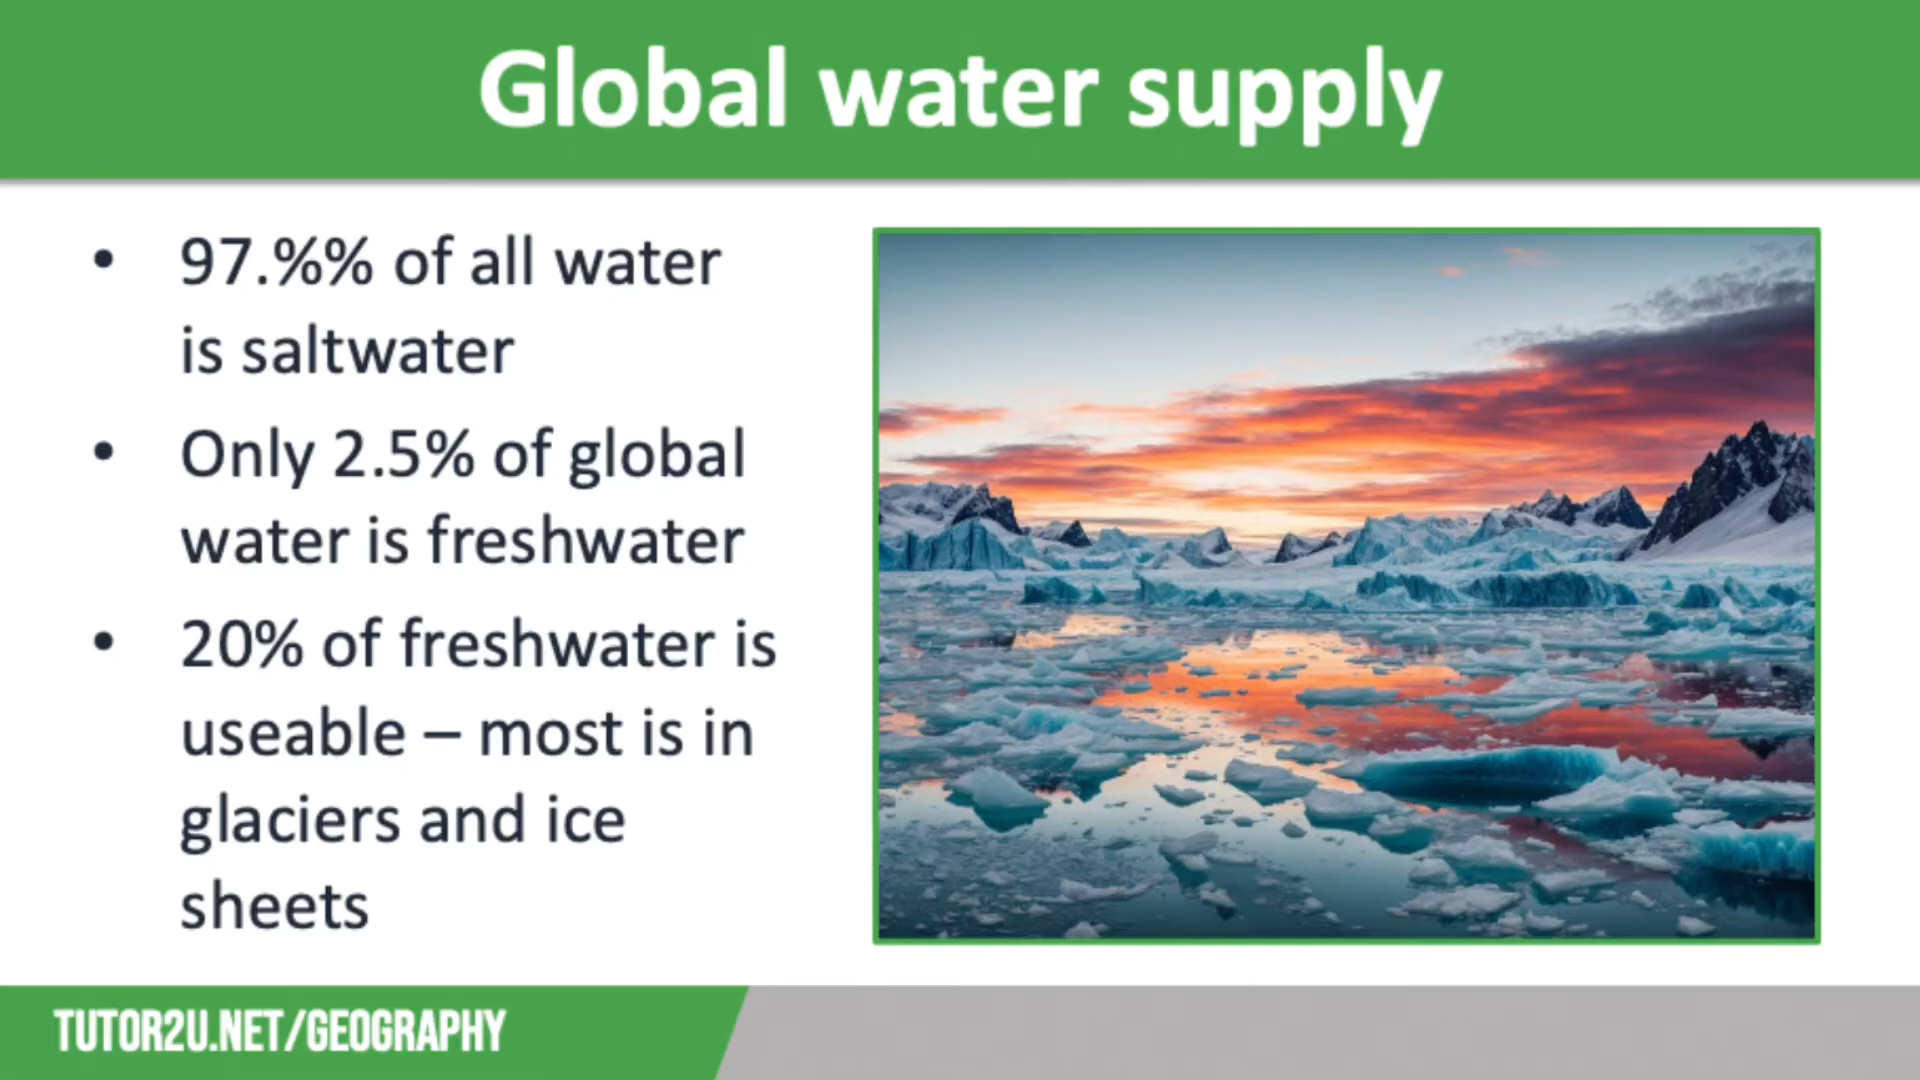 Global water supply
• 97.%% of all water
is saltwater
• Only 2.5% of global
water is freshwater
• 20% of freshwater is
useable – most is in
glaciers and ice
sheets
TUTOR2U.NET/GEOGRAPHY